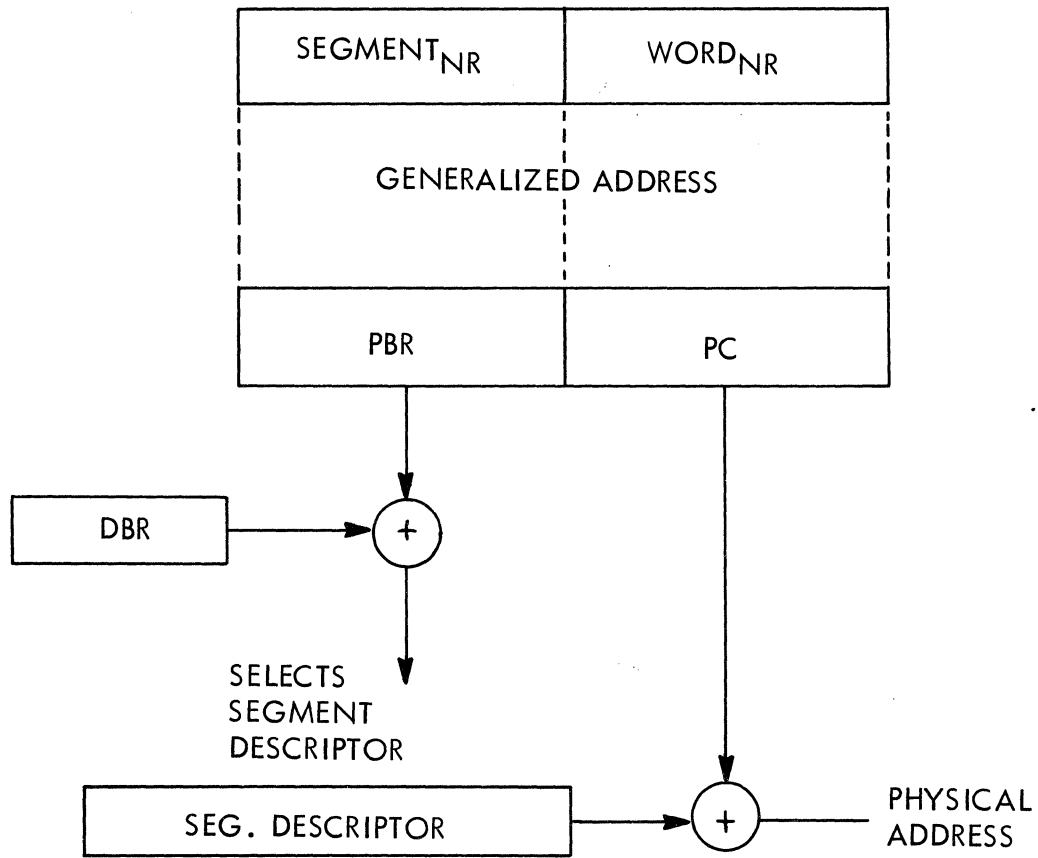 SEGMENT_NR
WORD_NR
GENERALIZED ADDRESS
PBR
PC
DBR
+
SELECTS
SEGMENT
DESCRIPTOR
SEG. DESCRIPTOR
+
PHYSICAL
ADDRESS